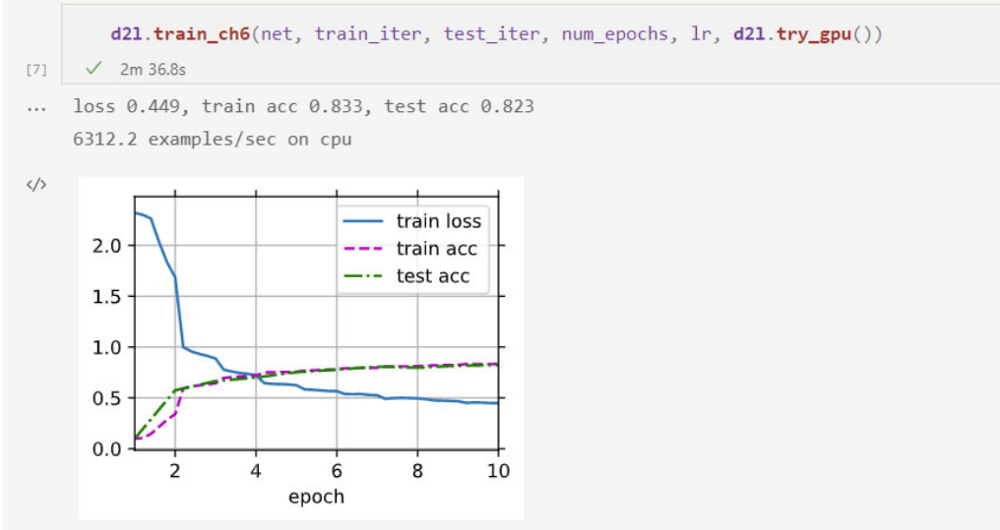 d2l.train_ch6(net, train_iter, test_iter, num_epochs, lr, d2l.try_gpu())
[7] ✓ 2m 36.8s
... loss 0.449, train acc 0.833, test acc 0.823
6312.2 examples/sec on cpu
</>
train loss
train acc
test acc
2.0
1.5
1.0
0.5
0.0
2 4 6 8 10
epoch